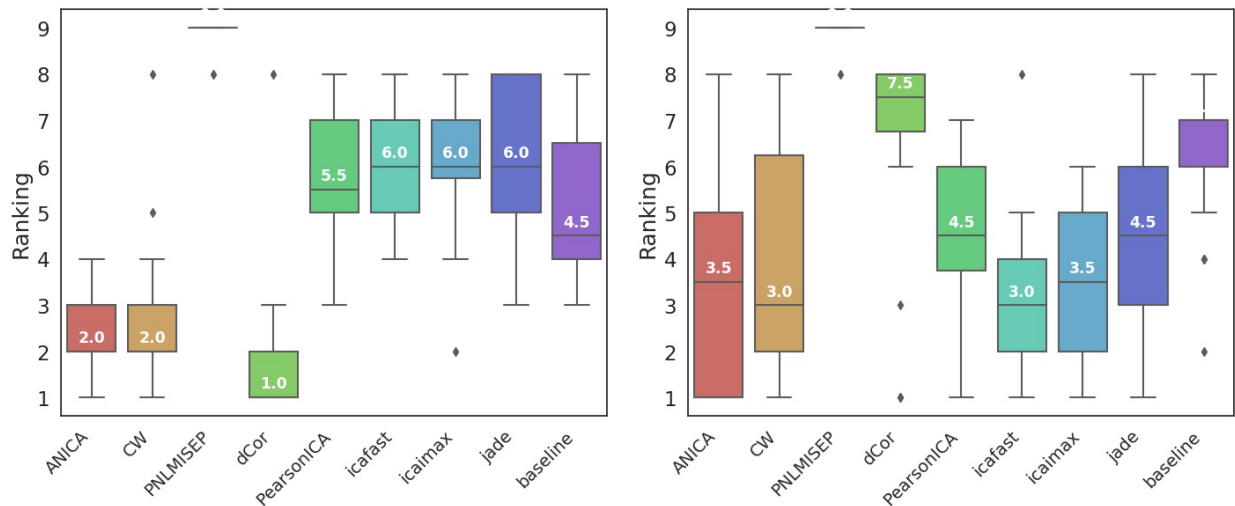 Ranking
9
8
7
6
5
4
3
2
1
2.0
2.0
1.0
5.5
6.0
6.0
6.0
4.5
ANICA
CW
PNLMISEP
dCor
PearsonICA
icafast
icaimax
jade
baseline
Ranking
9
8
7
6
5
4
3
2
1
3.5
3.0
7.5
4.5
3.0
3.5
4.5
ANICA
CW
PNLMISEP
dCor
PearsonICA
icafast
icaimax
jade
baseline